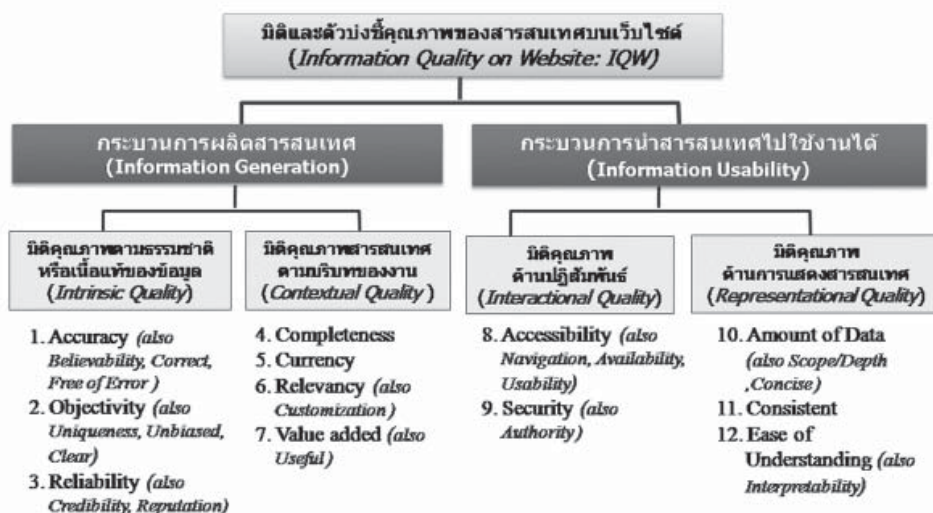 มิติและตัวบ่งชี้คุณภาพของสารสนเทศบนเว็บไซต์
(Information Quality on Website: IQW)
กระบวนการผลิตสารสนเทศ
(Information Generation)
กระบวนการนำสารสนเทศไปใช้งานได้
(Information Usability)
มิติคุณภาพตามธรรมชาติ
หรือเนื้อแท้ของข้อมูล
(Intrinsic Quality)
1. Accuracy (also
Believability, Correct,
Free of Error )
2. Objectivity (also
Uniqueness, Unbiased,
Clear)
3. Reliability (also
Credibility, Reputation)
มิติคุณภาพสารสนเทศ
ตามบริบทของงาน
(Contextual Quality )
4. Completeness
5. Currency
6. Relevancy (also
Customization)
7. Value added (also
Useful)
มิติคุณภาพ
ด้านปฏิสัมพันธ์
(Interactional Quality)
8. Accessibility (also
Navigation, Availability,
Usability)
9. Security (also
Authority)
มิติคุณภาพ
ด้านการแสดงสารสนเทศ
(Representational Quality)
10. Amount of Data
(also Scope/Depth
,Concise)
11. Consistent
12. Ease of
Understanding (also
Interpretability)